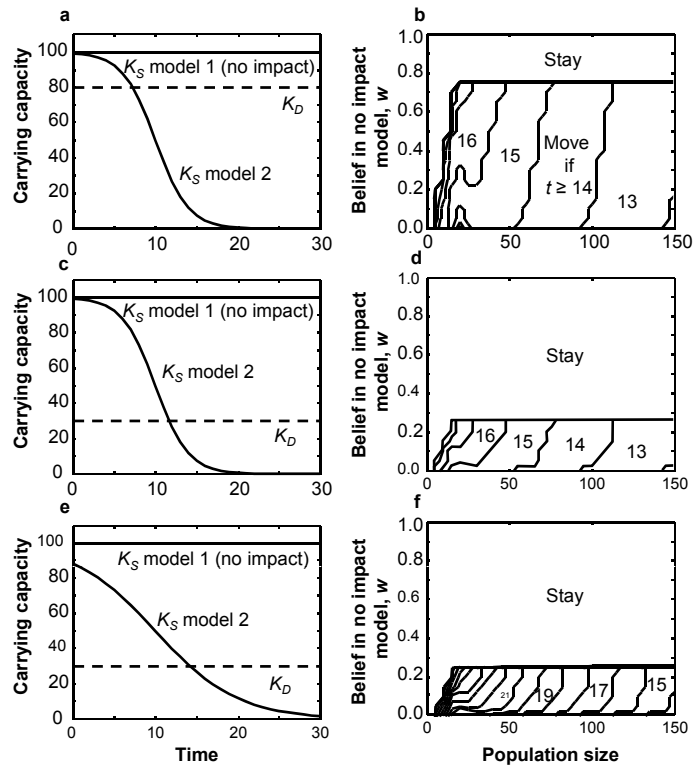 a
Carrying capacity
100
80
60
40
20
0
0
10
20
30
K_S model 1 (no impact)
K_D
K_S model 2
b
Belief in no impact
model, w
1.0
0.8
0.6
0.4
0.2
0.0
0
50
100
150
Stay
16
15
Move
if
t ≥ 14
13
c
Carrying capacity
100
80
60
40
20
0
0
10
20
30
K_S model 1 (no impact)
K_S model 2
K_D
d
Belief in no impact
model, w
1.0
0.8
0.6
0.4
0.2
0.0
0
50
100
150
Stay
16
15
14
13
e
Carrying capacity
100
80
60
40
20
0
0
10
20
30
K_S model 1 (no impact)
K_S model 2
K_D
Time
f
Belief in no impact
model, w
1.0
0.8
0.6
0.4
0.2
0.0
0
50
100
150
Stay
21
19
17
15
Population size